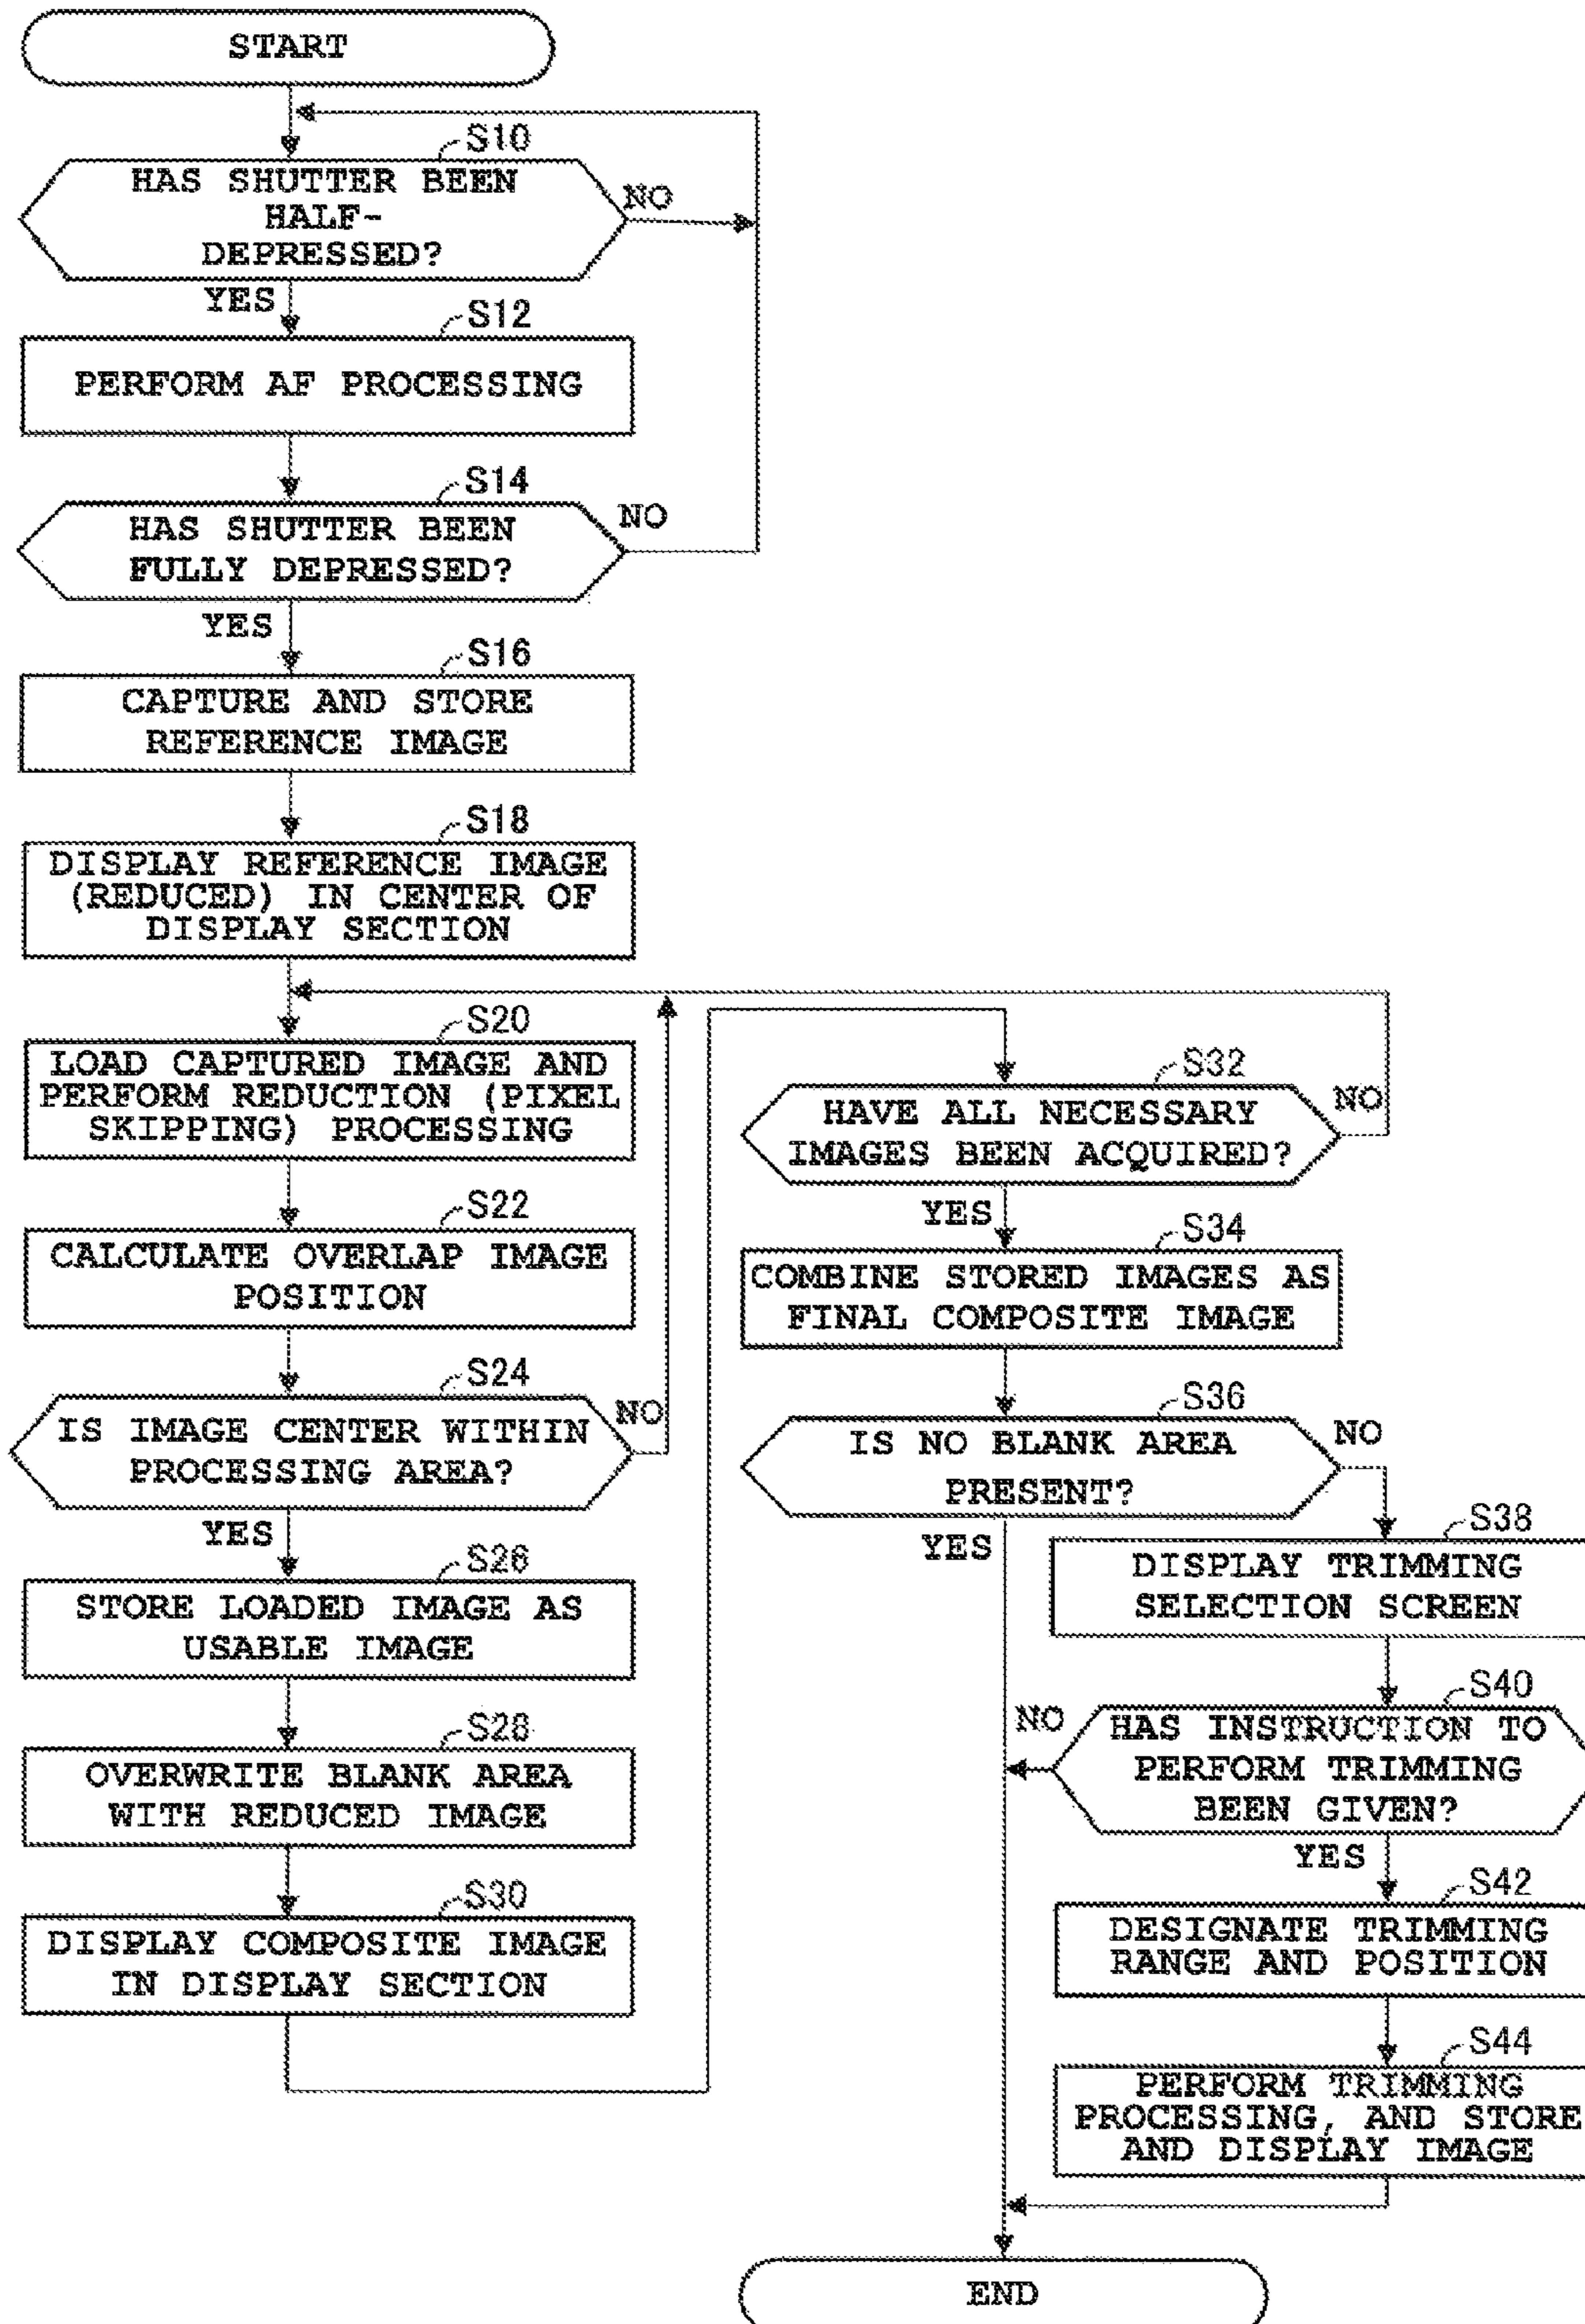 START
S10
HAS SHUTTER BEEN
HALF-
DEPRESSED?
NO
YES
S12
PERFORM AF PROCESSING
S14
HAS SHUTTER BEEN
FULLY DEPRESSED?
NO
YES
S16
CAPTURE AND STORE
REFERENCE IMAGE
S18
DISPLAY REFERENCE IMAGE
(REDUCED) IN CENTER OF
DISPLAY SECTION
S20
LOAD CAPTURED IMAGE AND
PERFORM REDUCTION (PIXEL
SKIPPING) PROCESSING
S22
CALCULATE OVERLAP IMAGE
POSITION
S24
IS IMAGE CENTER WITHIN
PROCESSING AREA?
NO
YES
S26
STORE LOADED IMAGE AS
USABLE IMAGE
S28
OVERWRITE BLANK AREA
WITH REDUCED IMAGE
S30
DISPLAY COMPOSITE IMAGE
IN DISPLAY SECTION
S32
HAVE ALL NECESSARY
IMAGES BEEN ACQUIRED?
NO
YES
S34
COMBINE STORED IMAGES AS
FINAL COMPOSITE IMAGE
S36
IS NO BLANK AREA
PRESENT?
NO
YES
S38
DISPLAY TRIMMING
SELECTION SCREEN
S40
HAS INSTRUCTION TO
PERFORM TRIMMING
BEEN GIVEN?
NO
YES
S42
DESIGNATE TRIMMING
RANGE AND POSITION
S44
PERFORM TRIMMING
PROCESSING, AND STORE
AND DISPLAY IMAGE
END